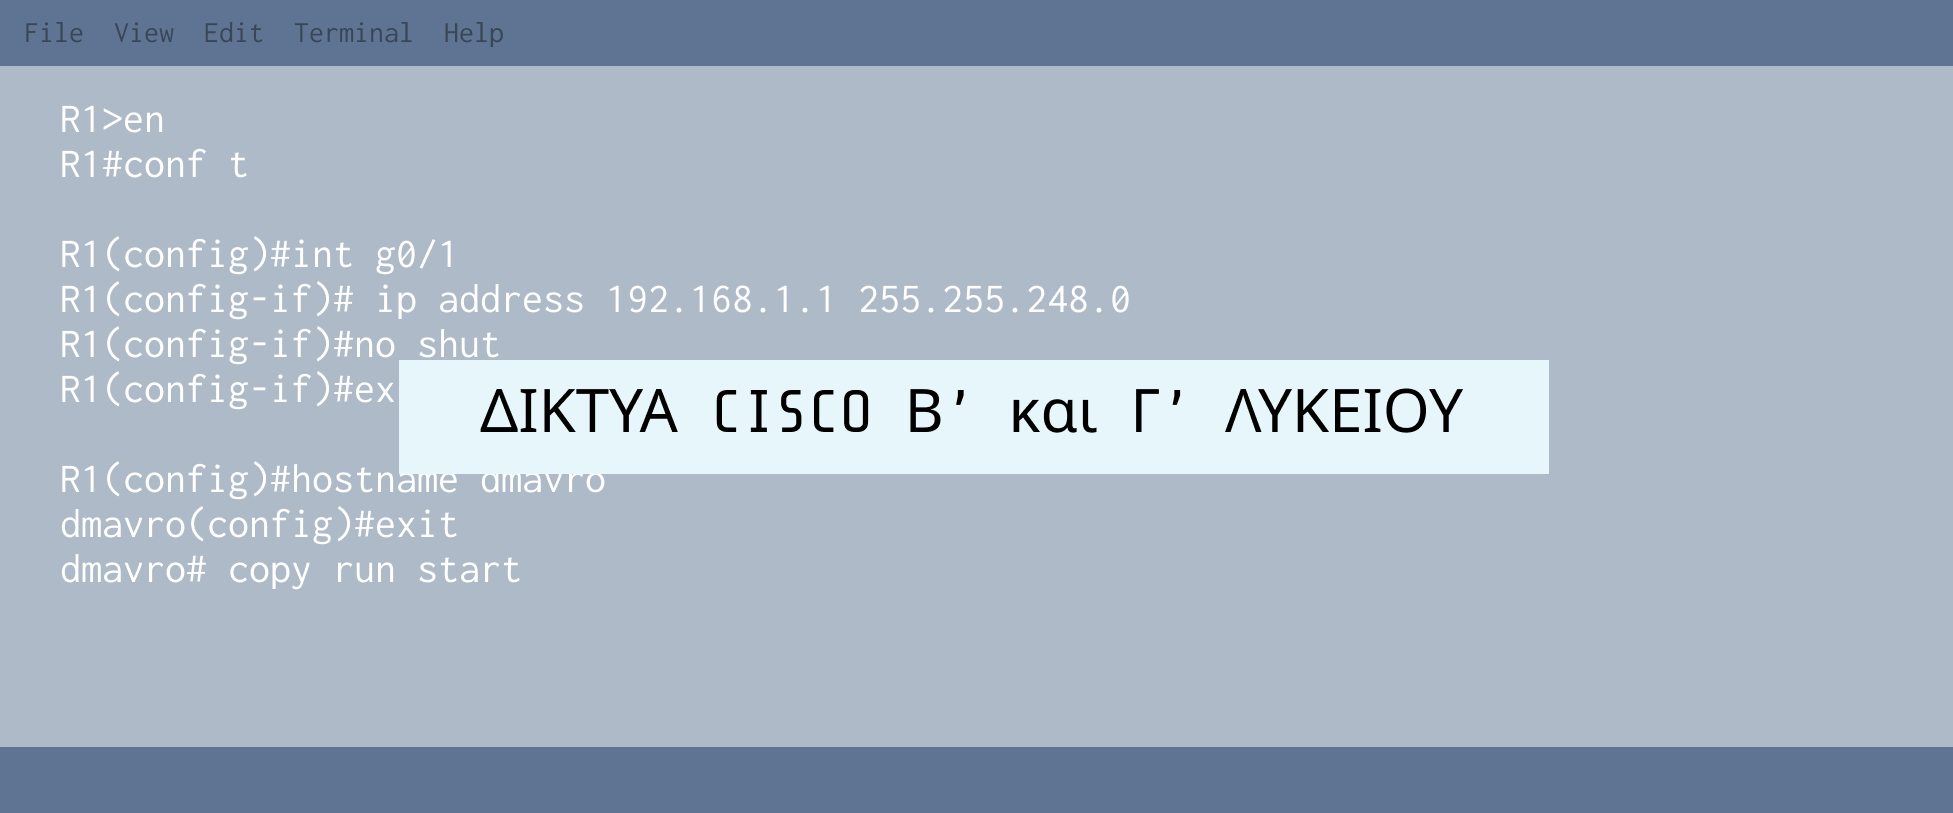 File View Edit Terminal Help
R1>en
R1#conf t
R1(config)#int g0/1
R1(config-if)# ip address 192.168.1.1 255.255.248.0
R1(config-if)#no shut
R1(config-if)#ex
ΔΙΚΤΥΑ CISCO Β’ και Γ’ ΛΥΚΕΙΟΥ
R1(config)#hostname dmavro
dmavro(config)#exit
dmavro# copy run start